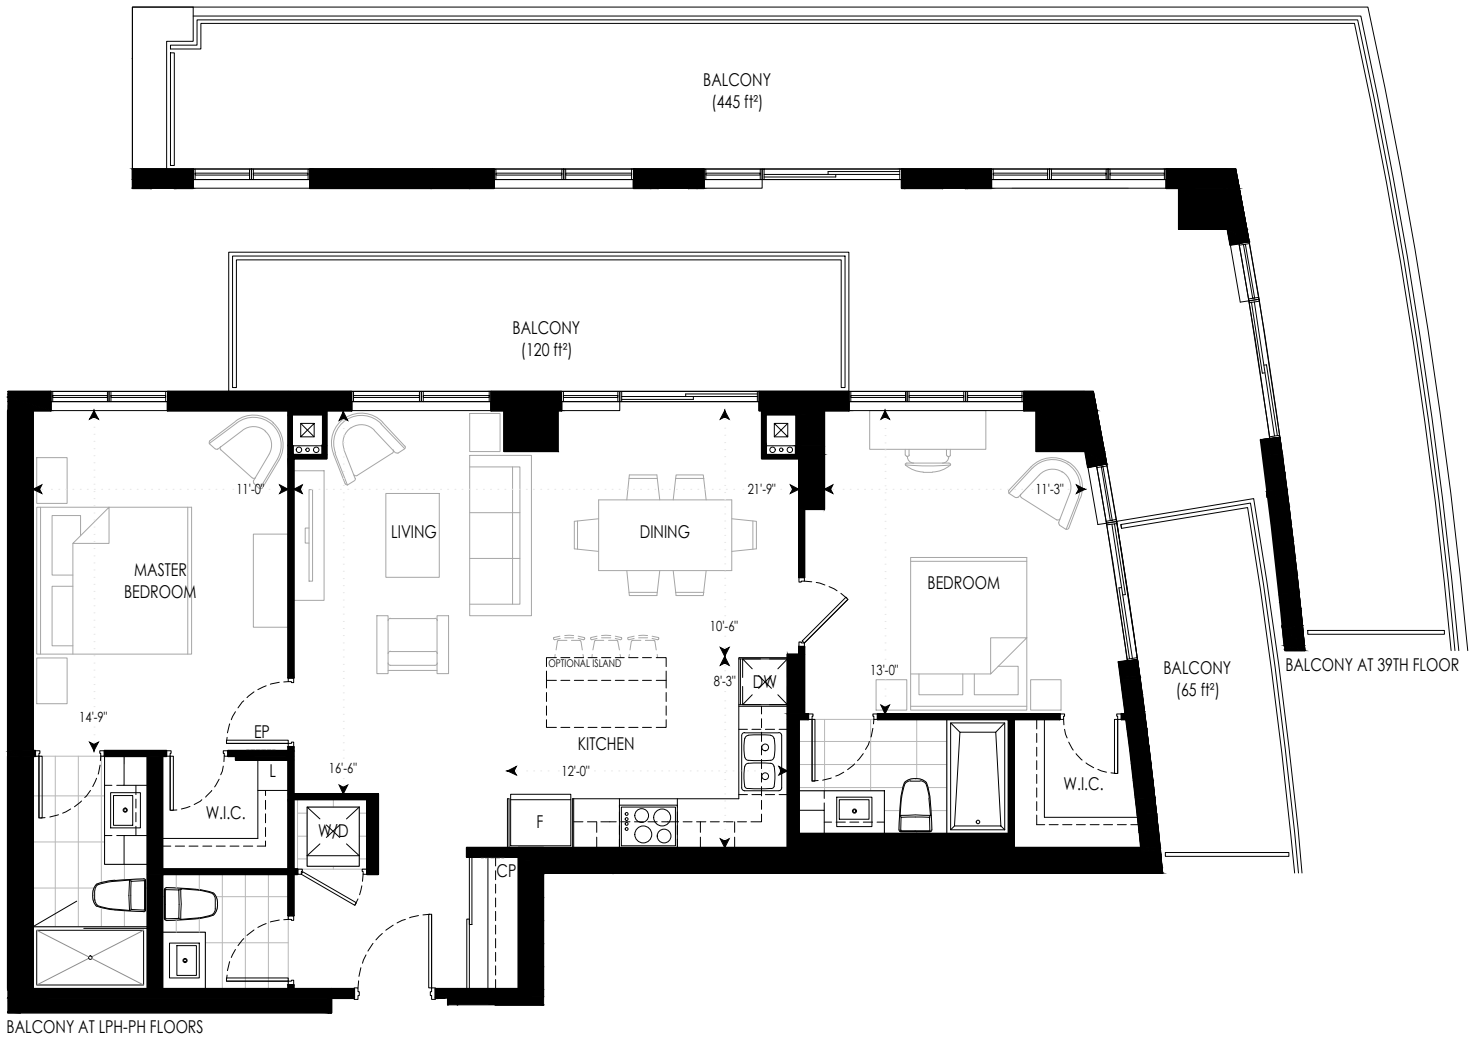 BALCONY
(445 ft²)
BALCONY
(120 ft²)
11'-0"
21'-9"
11'-3"
LIVING
DINING
MASTER
BEDROOM
BEDROOM
10'-6"
OPTIONAL ISLAND
8'-3"
DW
13'-0"
BALCONY
(65 ft²)
BALCONY AT 39TH FLOOR
14'-9"
EP
KITCHEN
16'-6"
12'-0"
L
W.I.C.
W.I.C.
W/D
F
CP
BALCONY AT LPH-PH FLOORS